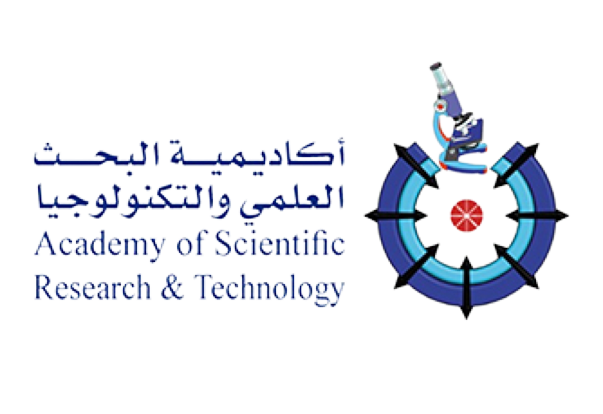 أكاديمية البحث
العلمي والتكنولوجيا
Academy of Scientific
Research & Technology